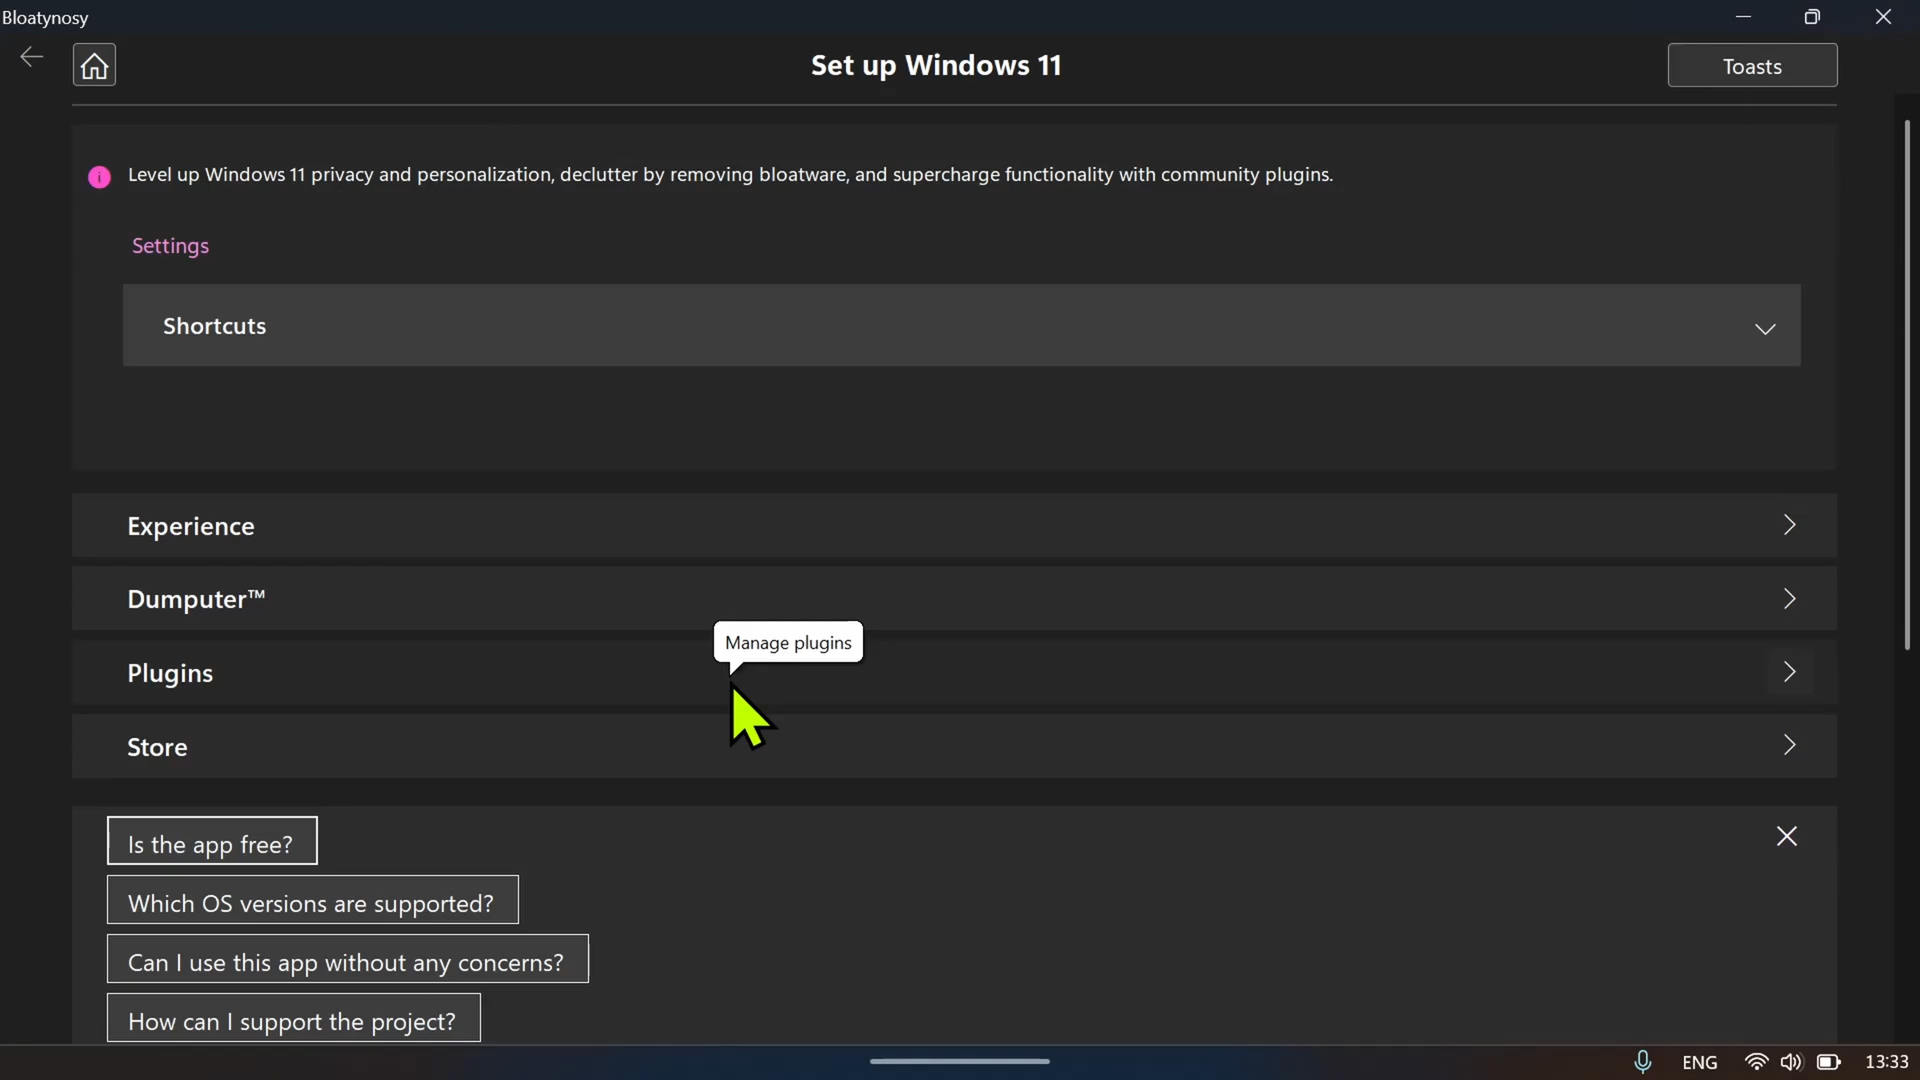 Bloatynosy
Set up Windows 11
Toasts
Level up Windows 11 privacy and personalization, declutter by removing bloatware, and supercharge functionality with community plugins.
Settings
Shortcuts
Experience
Dumputer™
Manage plugins
Plugins
Store
Is the app free?
Which OS versions are supported?
Can I use this app without any concerns?
How can I support the project?
ENG
13:33